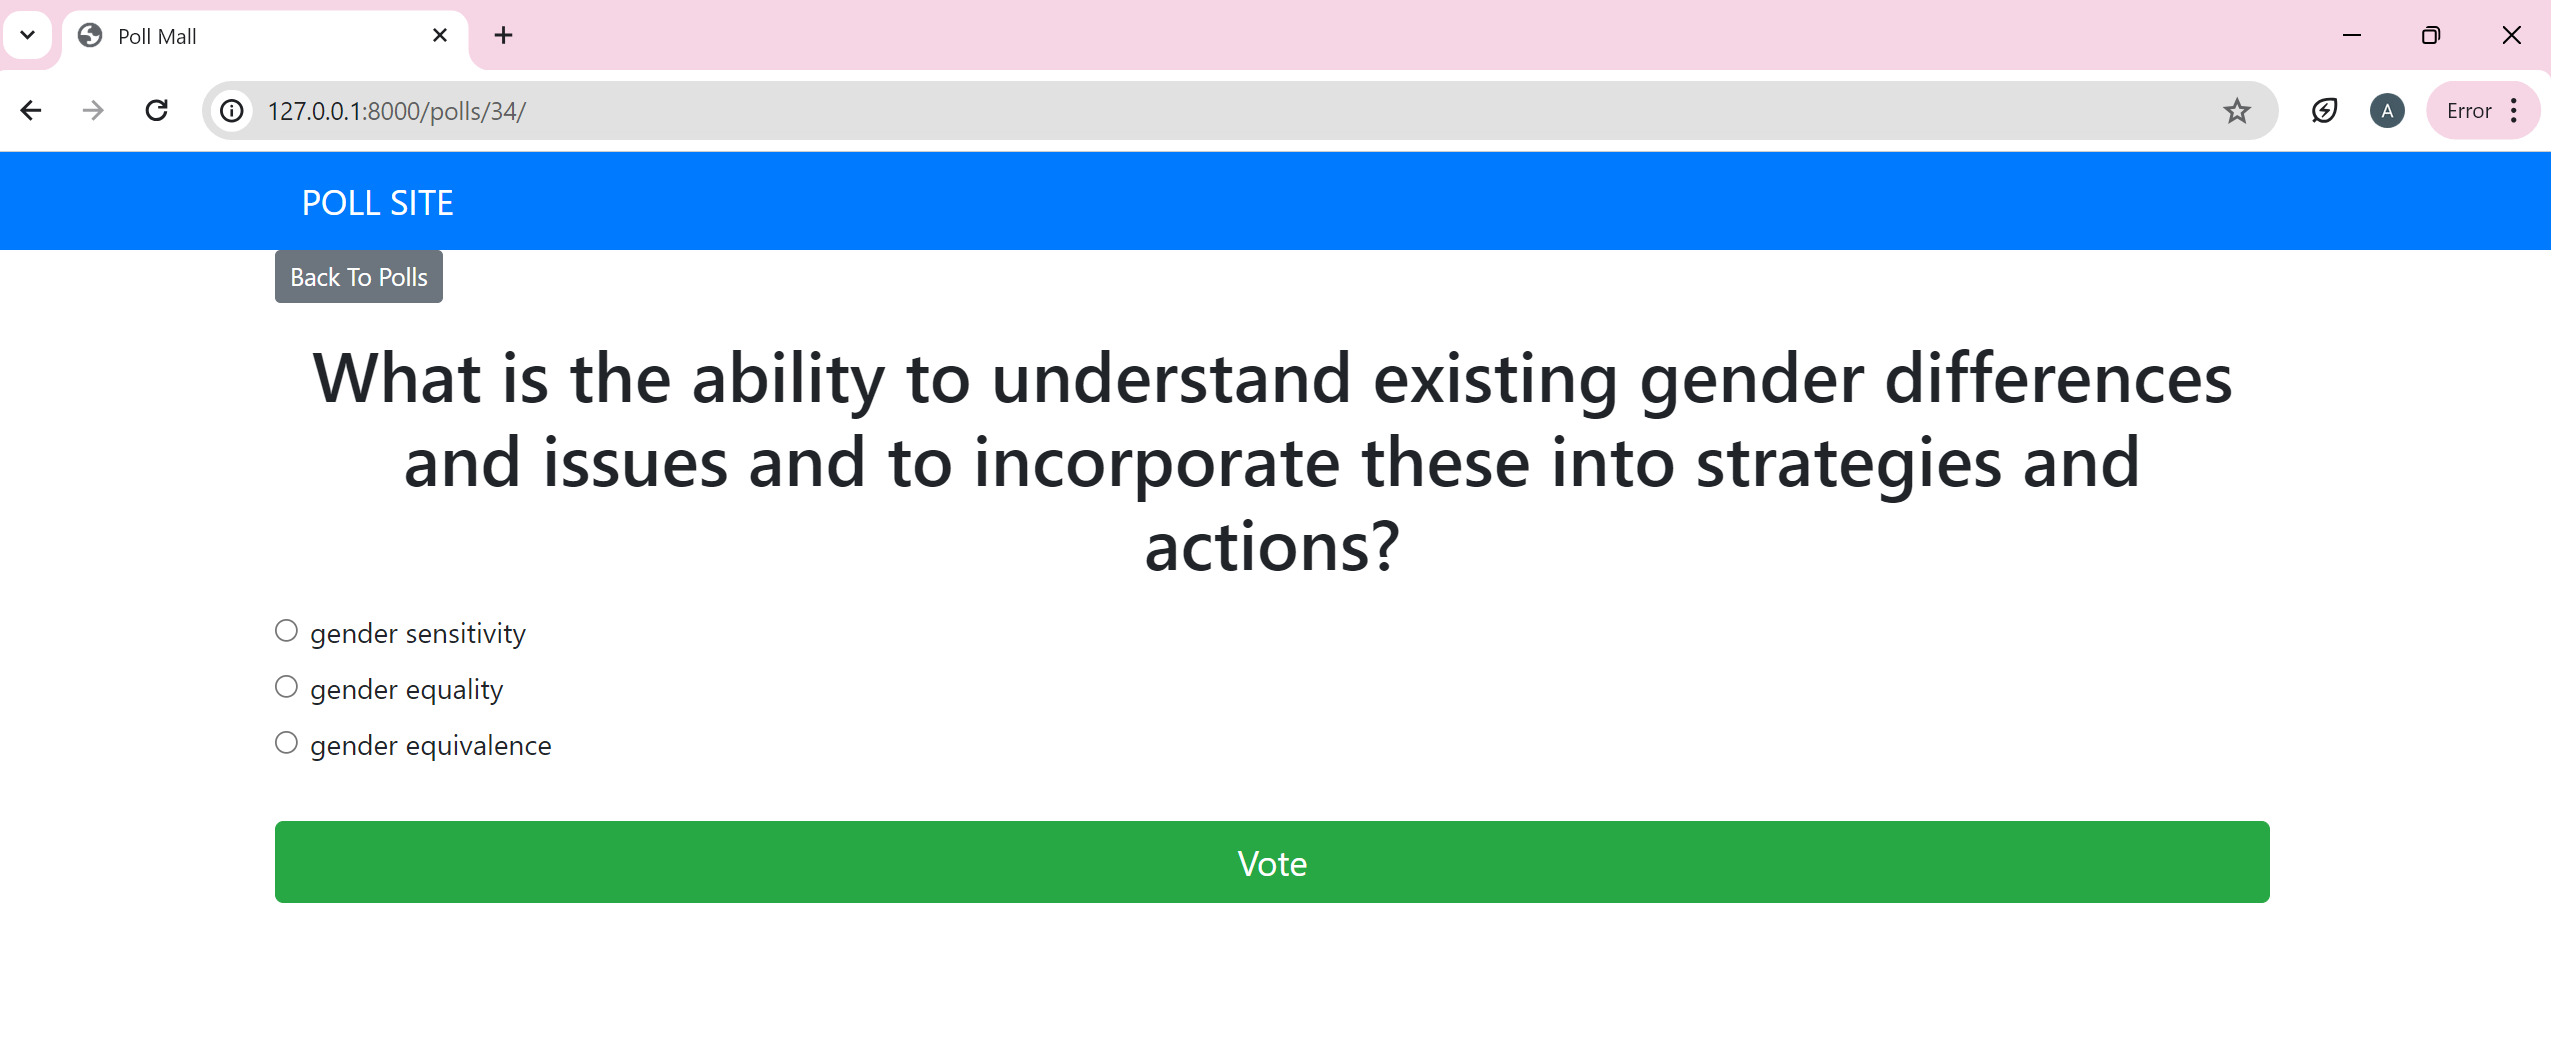 Poll Mall
127.0.0.1:8000/polls/34/
A
Error
POLL SITE
Back To Polls
What is the ability to understand existing gender differences
and issues and to incorporate these into strategies and
actions?
gender sensitivity
gender equality
gender equivalence
Vote